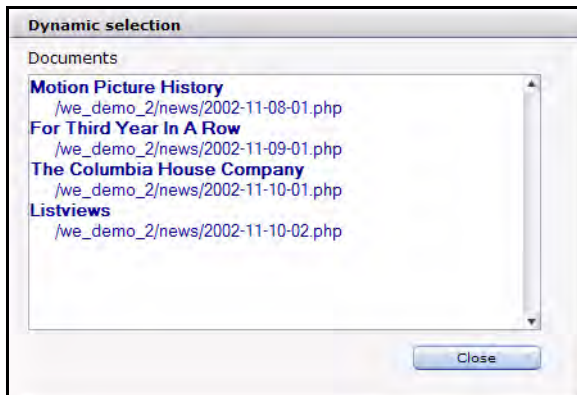 Dynamic selection
Documents
Motion Picture History
/we_demo_2/news/2002-11-08-01.php
For Third Year In A Row
/we_demo_2/news/2002-11-09-01.php
The Columbia House Company
/we_demo_2/news/2002-11-10-01.php
Listviews
/we_demo_2/news/2002-11-10-02.php
Close